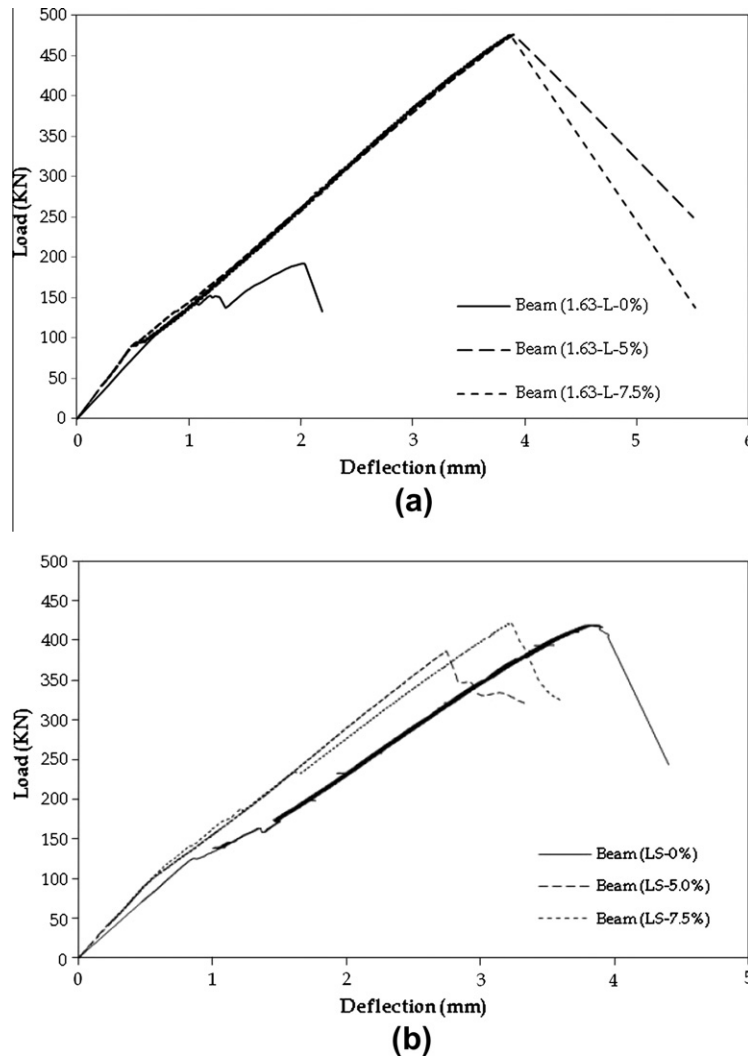 500
450
400
350
300
250
200
150
100
50
0
Load (KN)
Beam (1.63-L-0%)
Beam (1.63-L-5%)
Beam (1.63-L-7.5%)
0 1 2 3 4 5 6
Deflection (mm)
(a)
500
450
400
350
300
250
200
150
100
50
0
Load (KN)
Beam (LS-0%)
Beam (LS-5.0%)
Beam (LS-7.5%)
0 1 2 3 4 5
Deflection (mm)
(b)